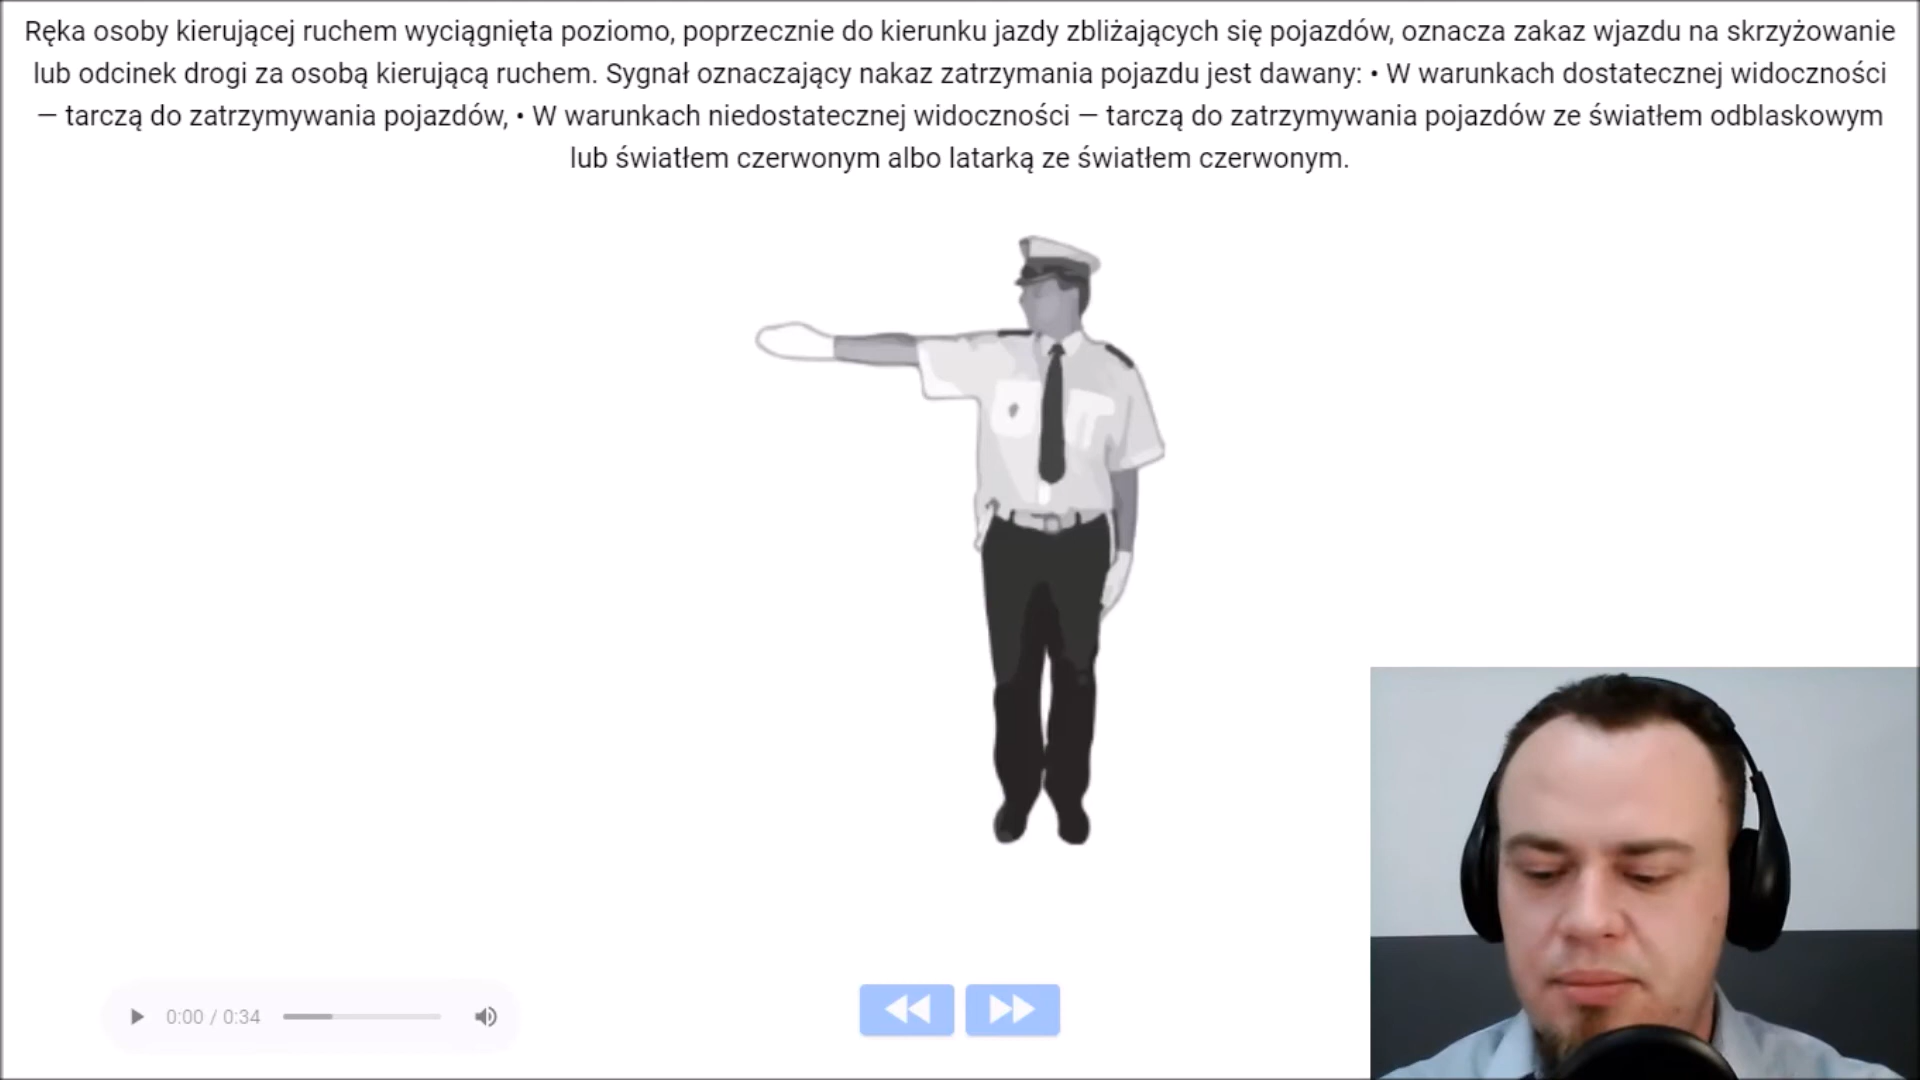 Ręka osoby kierującej ruchem wyciągnięta poziomo, poprzecznie do kierunku jazdy zbliżających się pojazdów, oznacza zakaz wjazdu na skrzyżowanie
lub odcinek drogi za osobą kierującą ruchem. Sygnał oznaczający nakaz zatrzymania pojazdu jest dawany: • W warunkach dostatecznej widoczności
— tarczą do zatrzymywania pojazdów, • W warunkach niedostatecznej widoczności — tarczą do zatrzymywania pojazdów ze światłem odblaskowym
lub światłem czerwonym albo latarką ze światłem czerwonym.
0:00 / 0:34